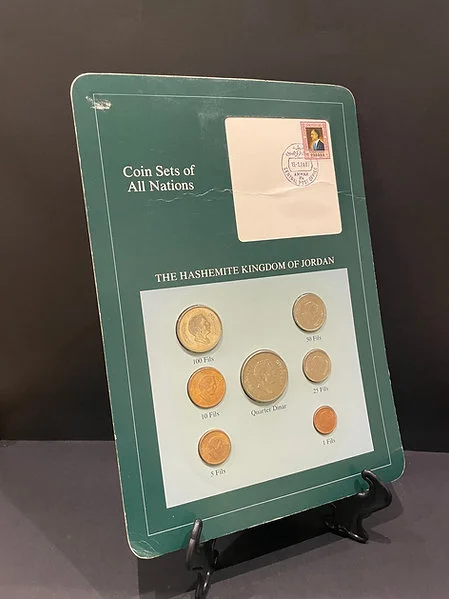 Coin Sets of
All Nations
THE HASHEMITE KINGDOM OF JORDAN
100 Fils
50 Fils
10 Fils
Quarter Dinar
25 Fils
5 Fils
1 Fils